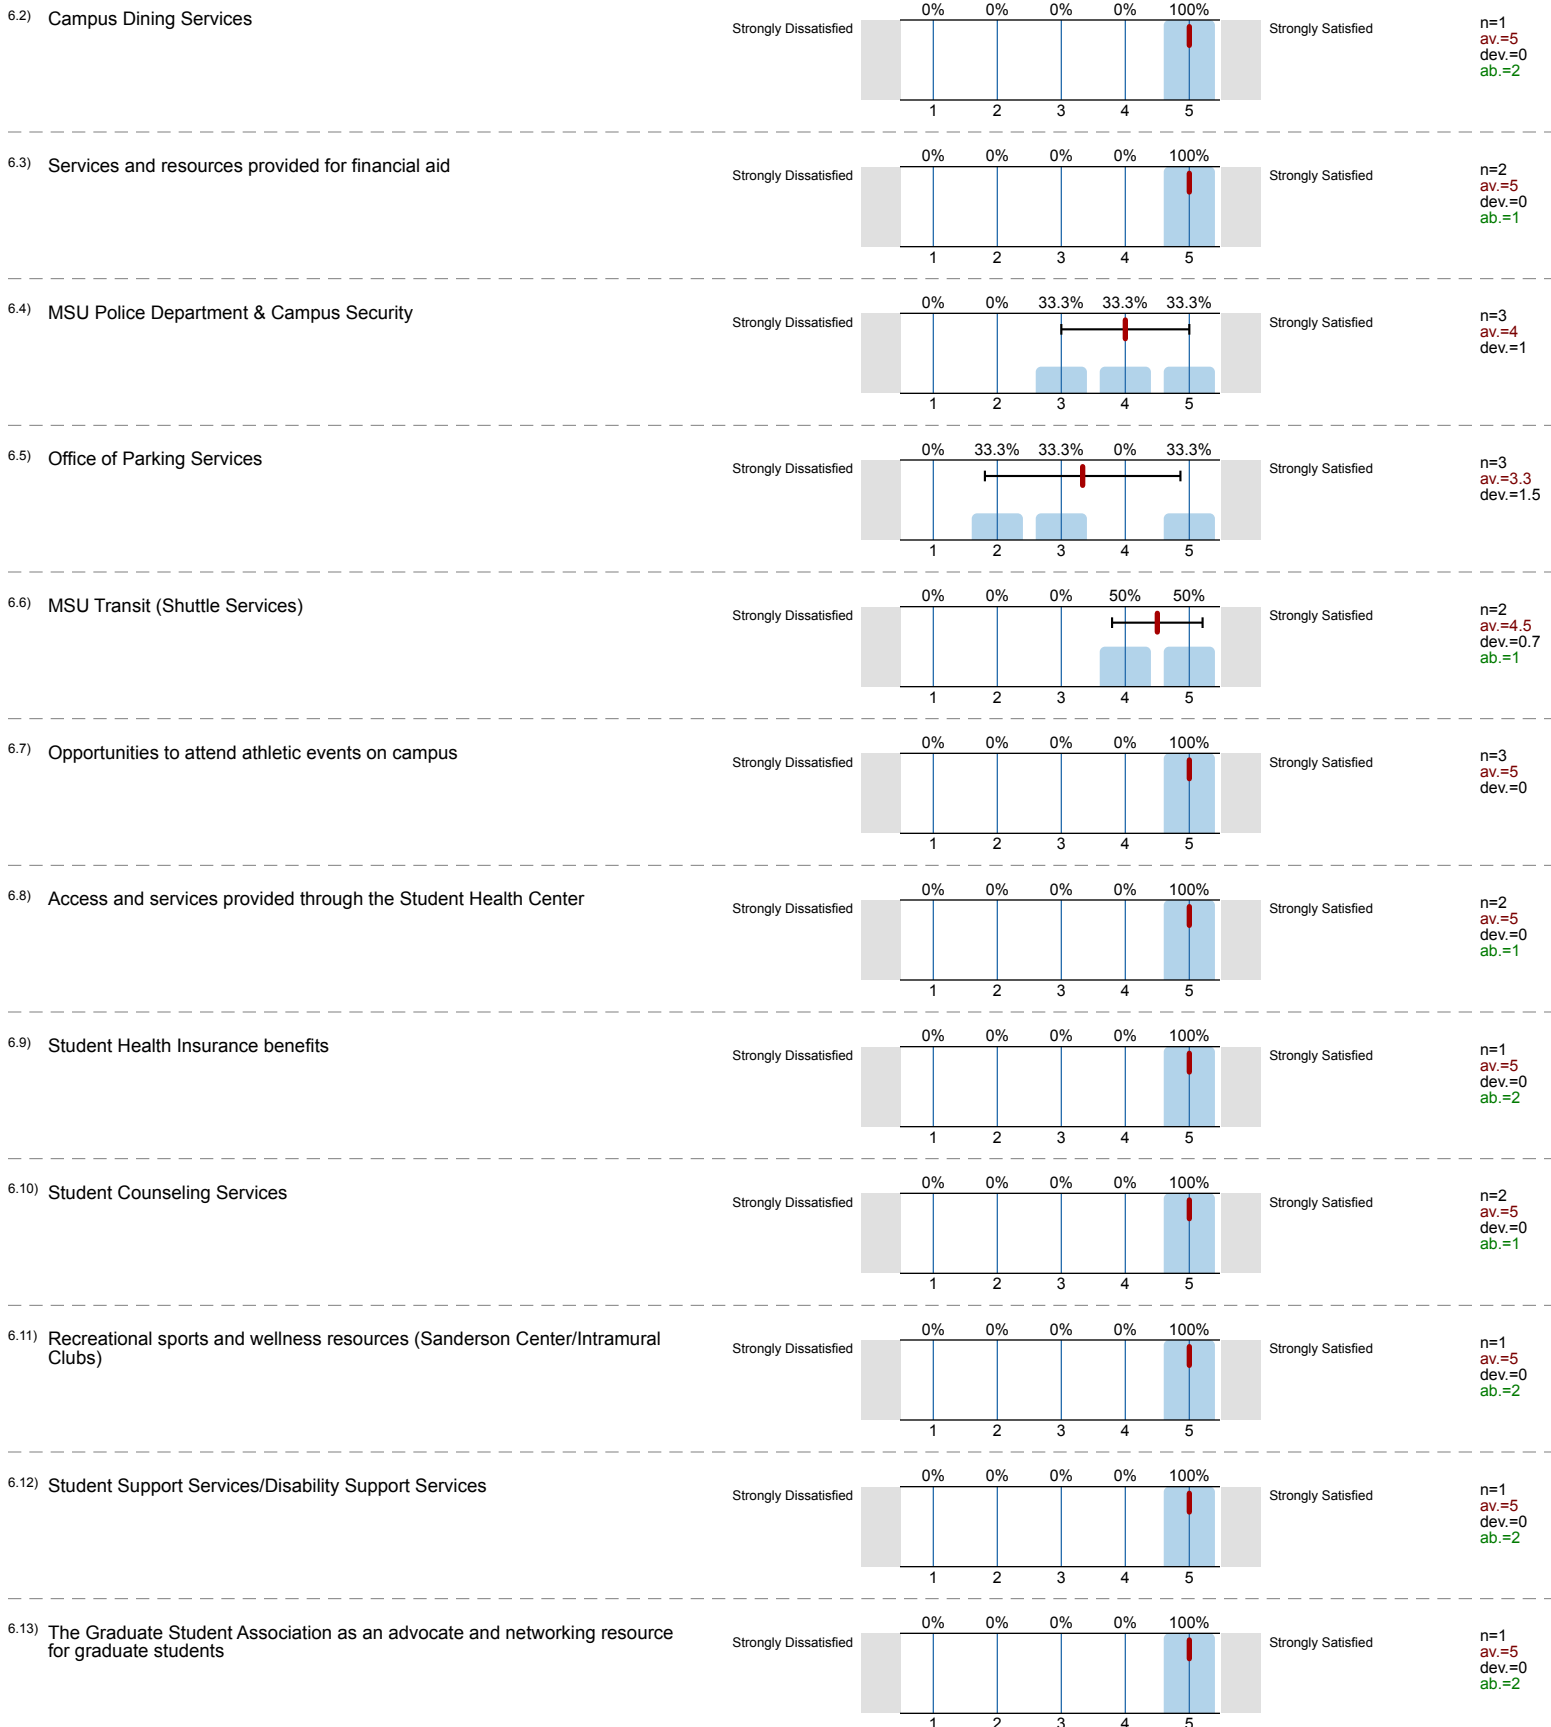 6.2) Campus Dining Services
0% 0% 0% 0% 100%
Strongly Dissatisfied Strongly Satisfied
n=1
av.=5
dev.=0
ab.=2
1 2 3 4 5
6.3) Services and resources provided for financial aid
0% 0% 0% 0% 100%
Strongly Dissatisfied Strongly Satisfied
n=2
av.=5
dev.=0
ab.=1
1 2 3 4 5
6.4) MSU Police Department & Campus Security
0% 0% 33.3% 33.3% 33.3%
Strongly Dissatisfied Strongly Satisfied
n=3
av.=4
dev.=1
1 2 3 4 5
6.5) Office of Parking Services
0% 33.3% 33.3% 0% 33.3%
Strongly Dissatisfied Strongly Satisfied
n=3
av.=3.3
dev.=1.5
1 2 3 4 5
6.6) MSU Transit (Shuttle Services)
0% 0% 0% 50% 50%
Strongly Dissatisfied Strongly Satisfied
n=2
av.=4.5
dev.=0.7
ab.=1
1 2 3 4 5
6.7) Opportunities to attend athletic events on campus
0% 0% 0% 0% 100%
Strongly Dissatisfied Strongly Satisfied
n=3
av.=5
dev.=0
1 2 3 4 5
6.8) Access and services provided through the Student Health Center
0% 0% 0% 0% 100%
Strongly Dissatisfied Strongly Satisfied
n=2
av.=5
dev.=0
ab.=1
1 2 3 4 5
6.9) Student Health Insurance benefits
0% 0% 0% 0% 100%
Strongly Dissatisfied Strongly Satisfied
n=1
av.=5
dev.=0
ab.=2
1 2 3 4 5
6.10) Student Counseling Services
0% 0% 0% 0% 100%
Strongly Dissatisfied Strongly Satisfied
n=2
av.=5
dev.=0
ab.=1
1 2 3 4 5
6.11) Recreational sports and wellness resources (Sanderson Center/Intramural
Clubs)
0% 0% 0% 0% 100%
Strongly Dissatisfied Strongly Satisfied
n=1
av.=5
dev.=0
ab.=2
1 2 3 4 5
6.12) Student Support Services/Disability Support Services
0% 0% 0% 0% 100%
Strongly Dissatisfied Strongly Satisfied
n=1
av.=5
dev.=0
ab.=2
1 2 3 4 5
6.13) The Graduate Student Association as an advocate and networking resource
for graduate students
0% 0% 0% 0% 100%
Strongly Dissatisfied Strongly Satisfied
n=1
av.=5
dev.=0
ab.=2
1 2 3 4 5